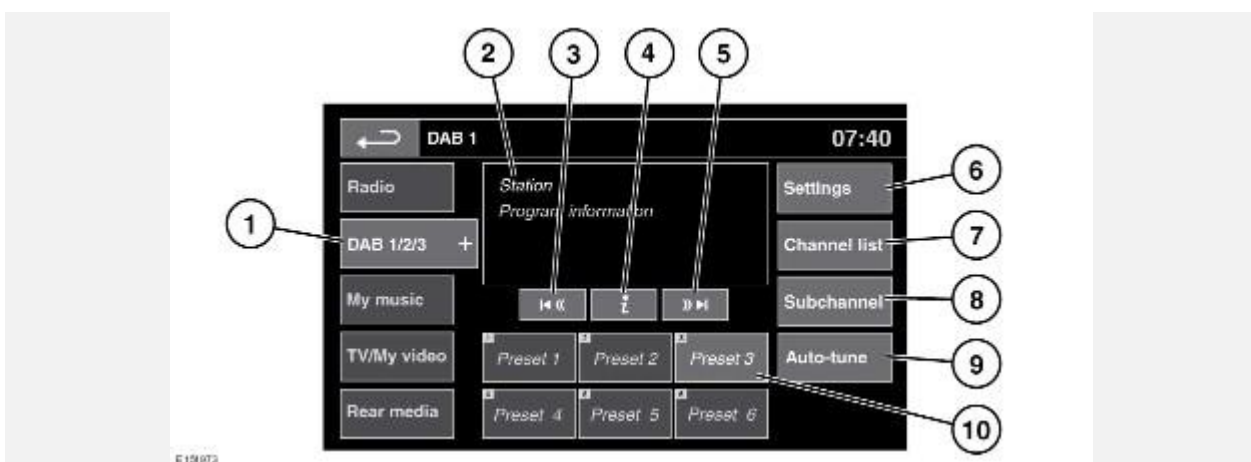 2 3 4 5
DAB 1 07:40
6
Radio Station Settings
Program information
1
DAB 1/2/3 + Channel list 7
My music i Subchannel 8
TV/My video Preset 1 Preset 2 Preset 3 Auto-tune 9
Rear media Preset 4 Preset 5 Preset 6
10